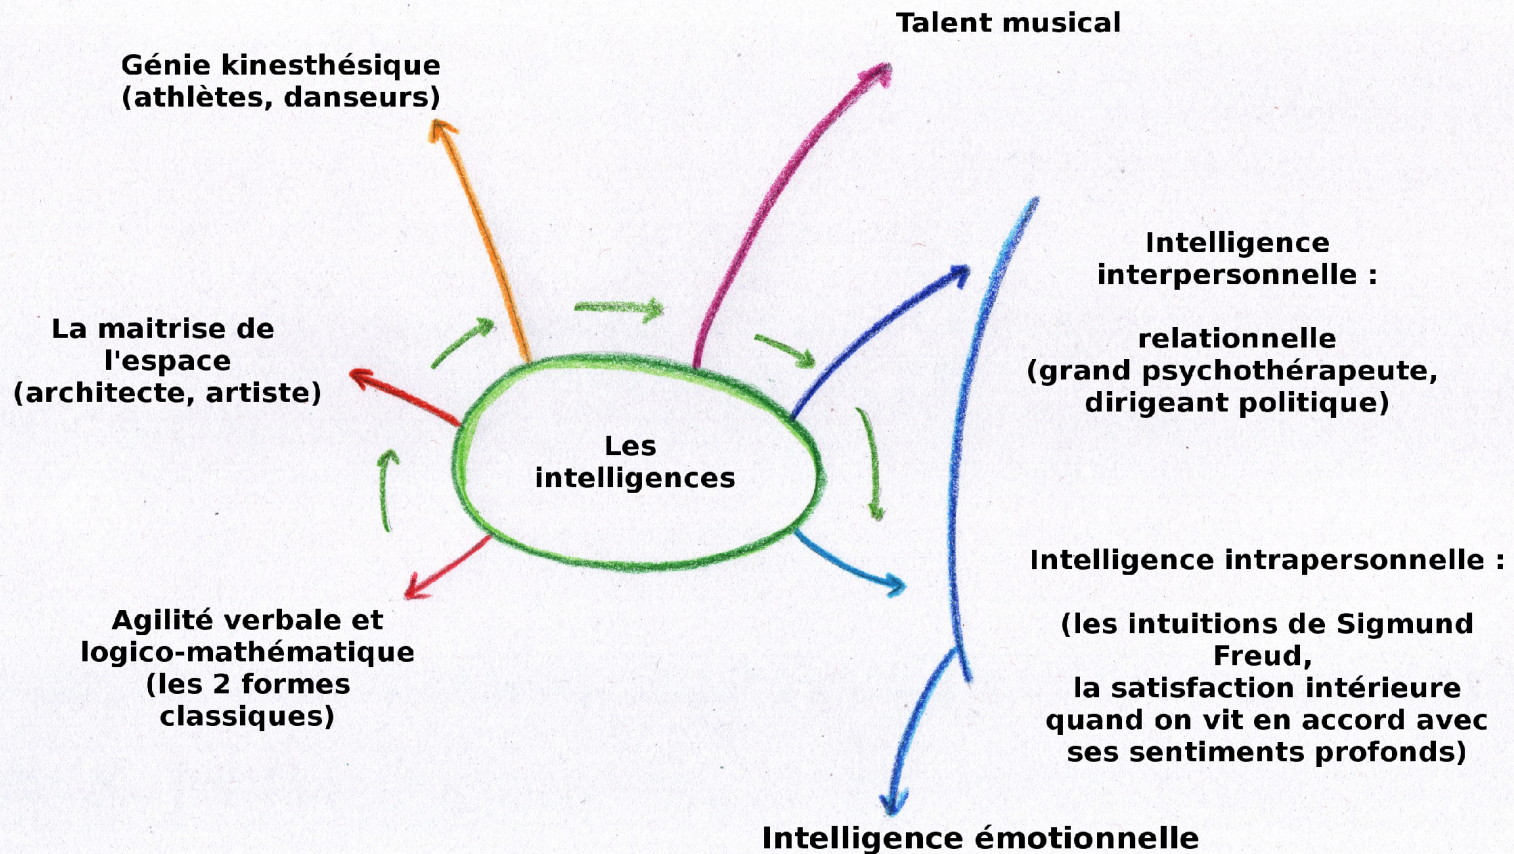 Talent musical
Génie kinesthésique
(athlètes, danseurs)
Intelligence
interpersonnelle :
relationnelle
(grand psychothérapeute,
dirigeant politique)
La maitrise de
l'espace
(architecte, artiste)
Les
intelligences
Intelligence intrapersonnelle :
(les intuitions de Sigmund
Freud,
la satisfaction intérieure
quand on vit en accord avec
ses sentiments profonds)
Agilité verbale et
logico-mathématique
(les 2 formes
classiques)
Intelligence émotionnelle